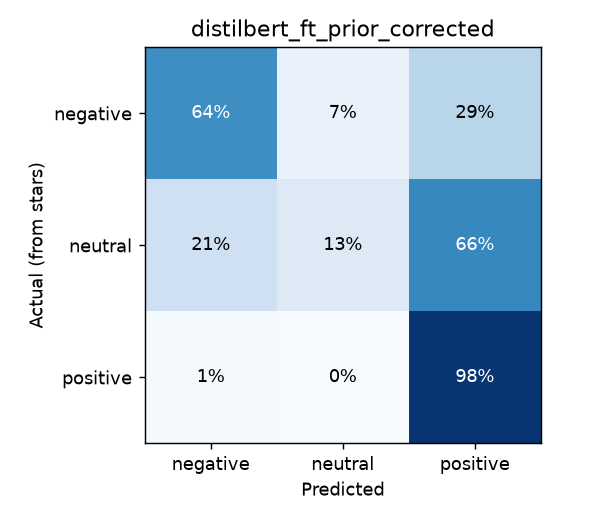 distilbert_ft_prior_corrected
Actual (from stars)
negative 64% 7% 29%
neutral 21% 13% 66%
positive 1% 0% 98%
negative neutral positive
Predicted